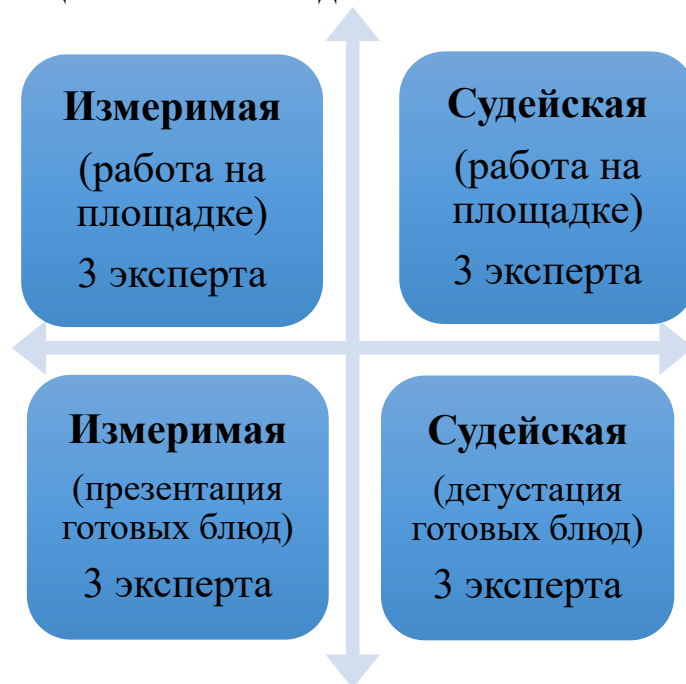 Измеримая
(работа на
площадке)
3 эксперта
Судейская
(работа на
площадке)
3 эксперта
Измеримая
(презентация
готовых блюд)
3 эксперта
Судейская
(дегустация
готовых блюд)
3 эксперта